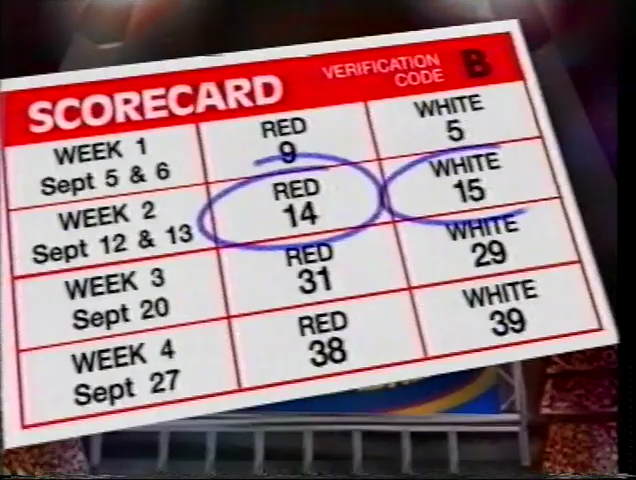 SCORECARD
VERIFICATION
CODE B
WEEK 1
Sept 5 & 6
RED
9
WHITE
5
WEEK 2
Sept 12 & 13
RED
14
WHITE
15
WEEK 3
Sept 20
RED
31
WHITE
29
WEEK 4
Sept 27
RED
38
WHITE
39